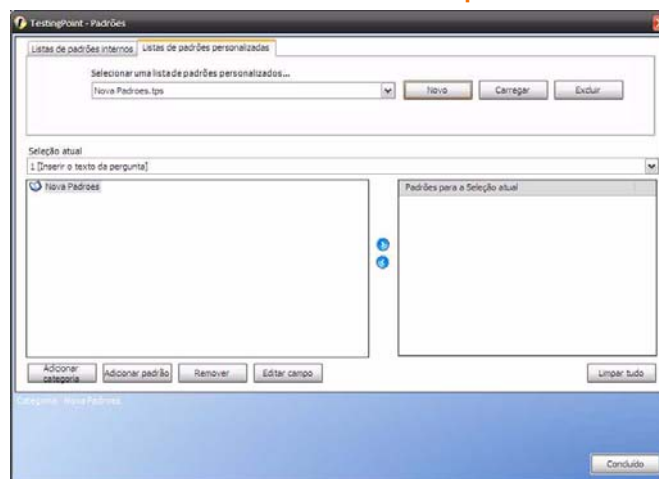 TestingPoint - Padrões
Listas de padrões internos Listas de padrões personalizadas
Selecionar uma lista de padrões personalizados...
Nova Padroes.tps Novo Carregar Excluir
Seleção atual
1 [Inserir o texto da pergunta]
Nova Padroes Padrões para a Seleção atual
Adicionar categoria Adicionar padrão Remover Editar campo Limpar tudo
Categoria: Nova Padroes
Concluído